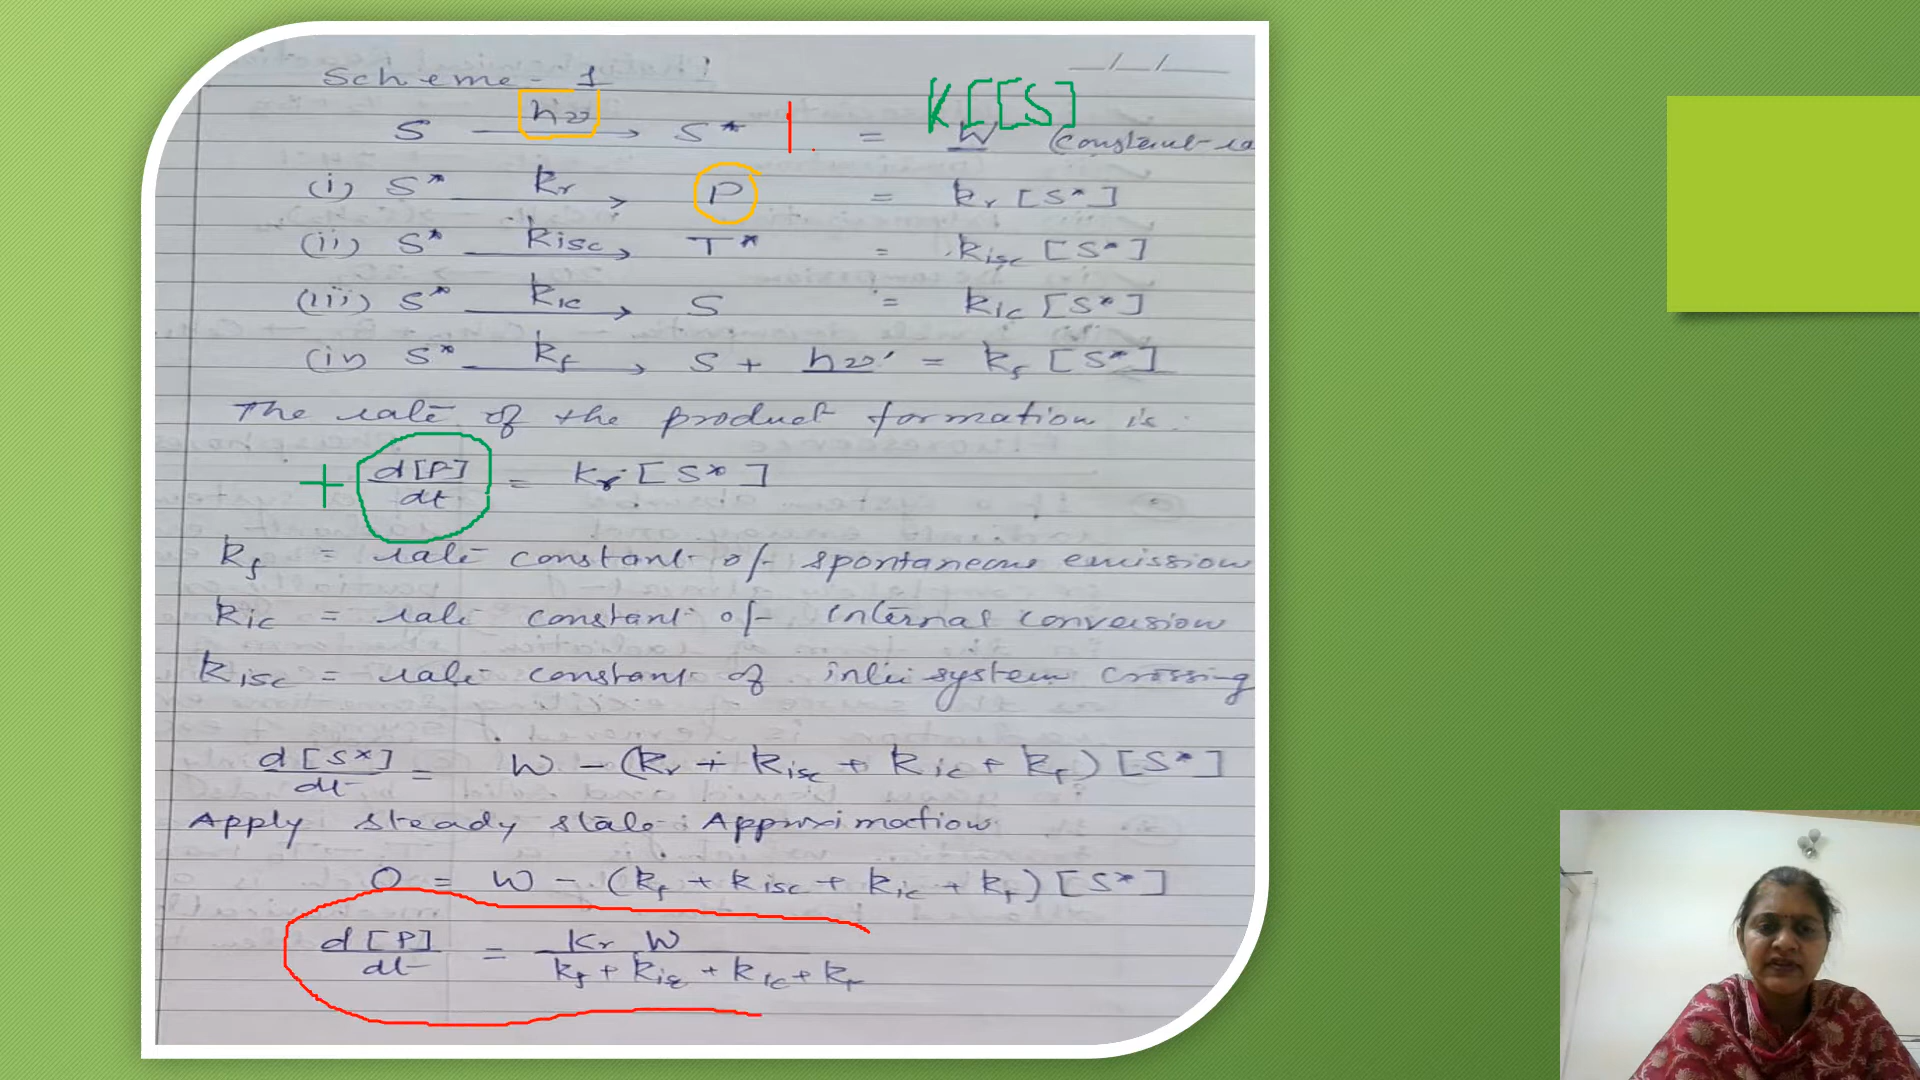 Scheme - 1
K[[S]
S hν → S* | = W (constant
(i) S* kr → P = kr [S*]
(ii) S* kisc → T* = kisc [S*]
(iii) S* kic → S = kic [S*]
(iv) S* kf → S + hν' = kf [S*]
The rate of the product formation is :
+ d[P]/dt = kr [S*]
kf = rate constant of spontaneous emission
kic = rate constant of internal conversion
kisc = rate constant of inter system crossing
d[S*]/dt = W - (kr + kisc + kic + kf) [S*]
Apply steady state Approximation
0 = W - (kf + kisc + kic + kr) [S*]
d[P]/dt = kr W / kf + kisc + kic + kr